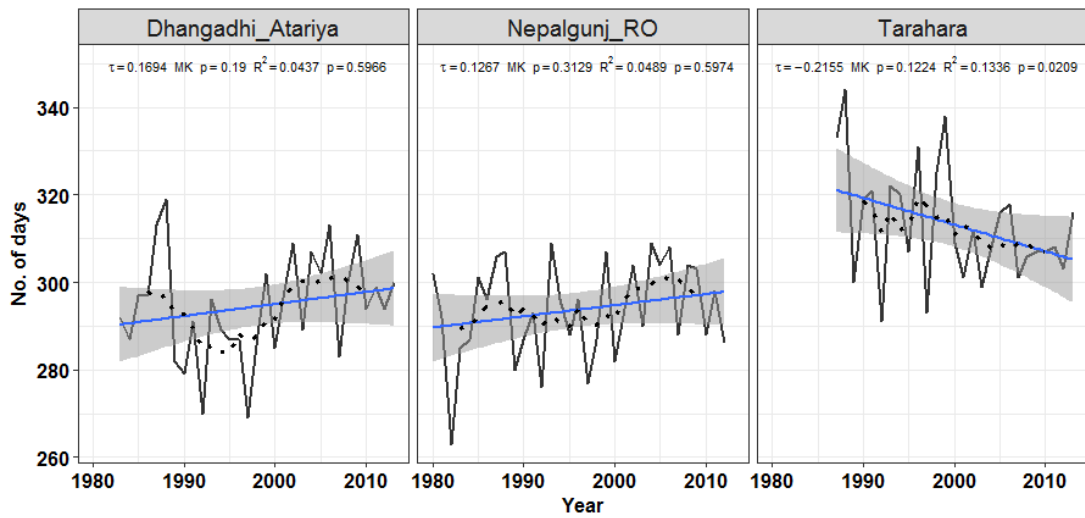 Dhangadhi_Atariya
Nepalgunj_RO
Tarahara
τ = 0.1694 MK p = 0.19 R² = 0.0437 p = 0.5966
τ = 0.1267 MK p = 0.3129 R² = 0.0489 p = 0.5974
τ = −0.2155 MK p = 0.1224 R² = 0.1336 p = 0.0209
No. of days
340
320
300
280
260
1980 1990 2000 2010
1980 1990 2000 2010
1980 1990 2000 2010
Year